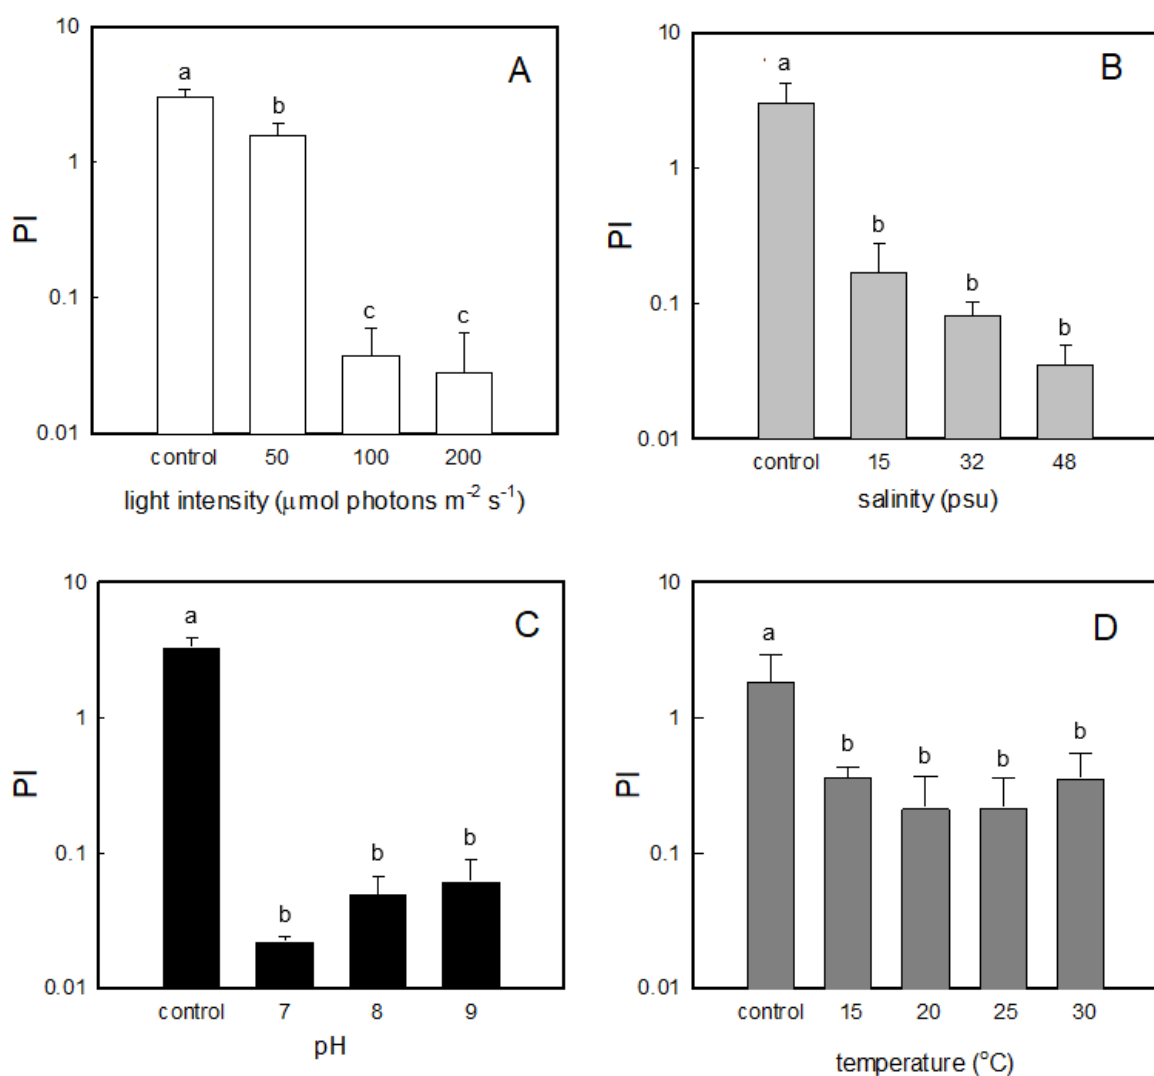 10
a
A
b
1
PI
0.1
c
c
0.01
control 50 100 200
light intensity (μmol photons m⁻² s⁻¹)
10
a
B
1
PI
b
0.1
b
b
0.01
control 15 32 48
salinity (psu)
10
a
C
1
PI
0.1
b
b
b
0.01
control 7 8 9
pH
10
a
D
1
PI
b
b
b
b
0.1
0.01
control 15 20 25 30
temperature (°C)